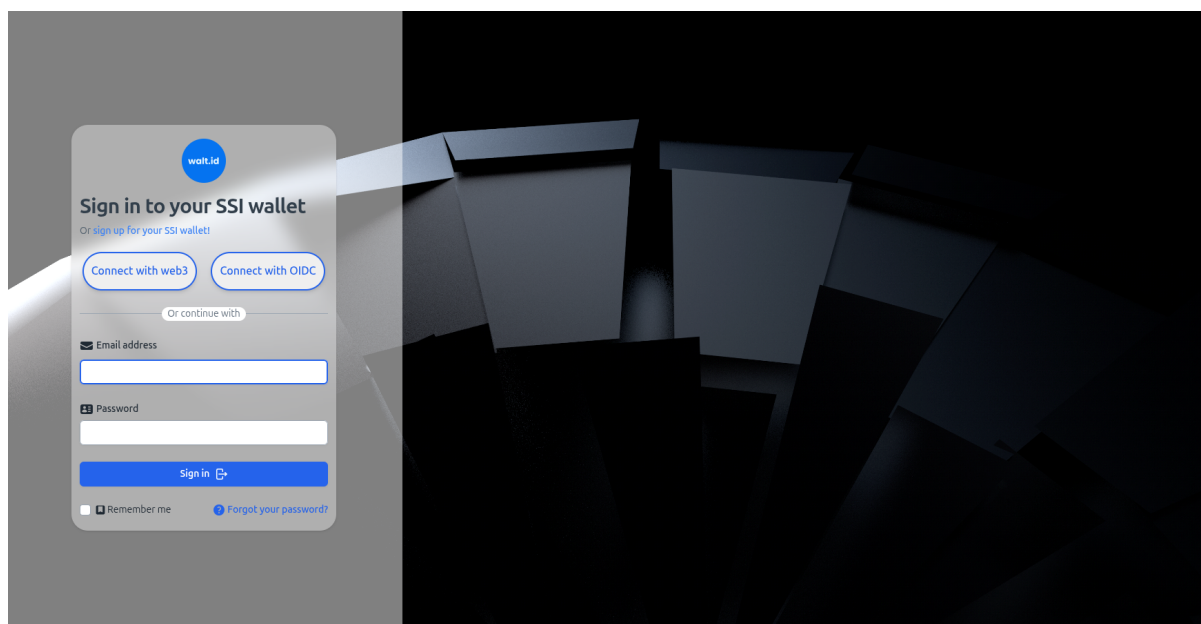 walt.id
Sign in to your SSI wallet
Or sign up for your SSI wallet!
Connect with web3 Connect with OIDC
Or continue with
Email address
Password
Sign in
Remember me ? Forgot your password?